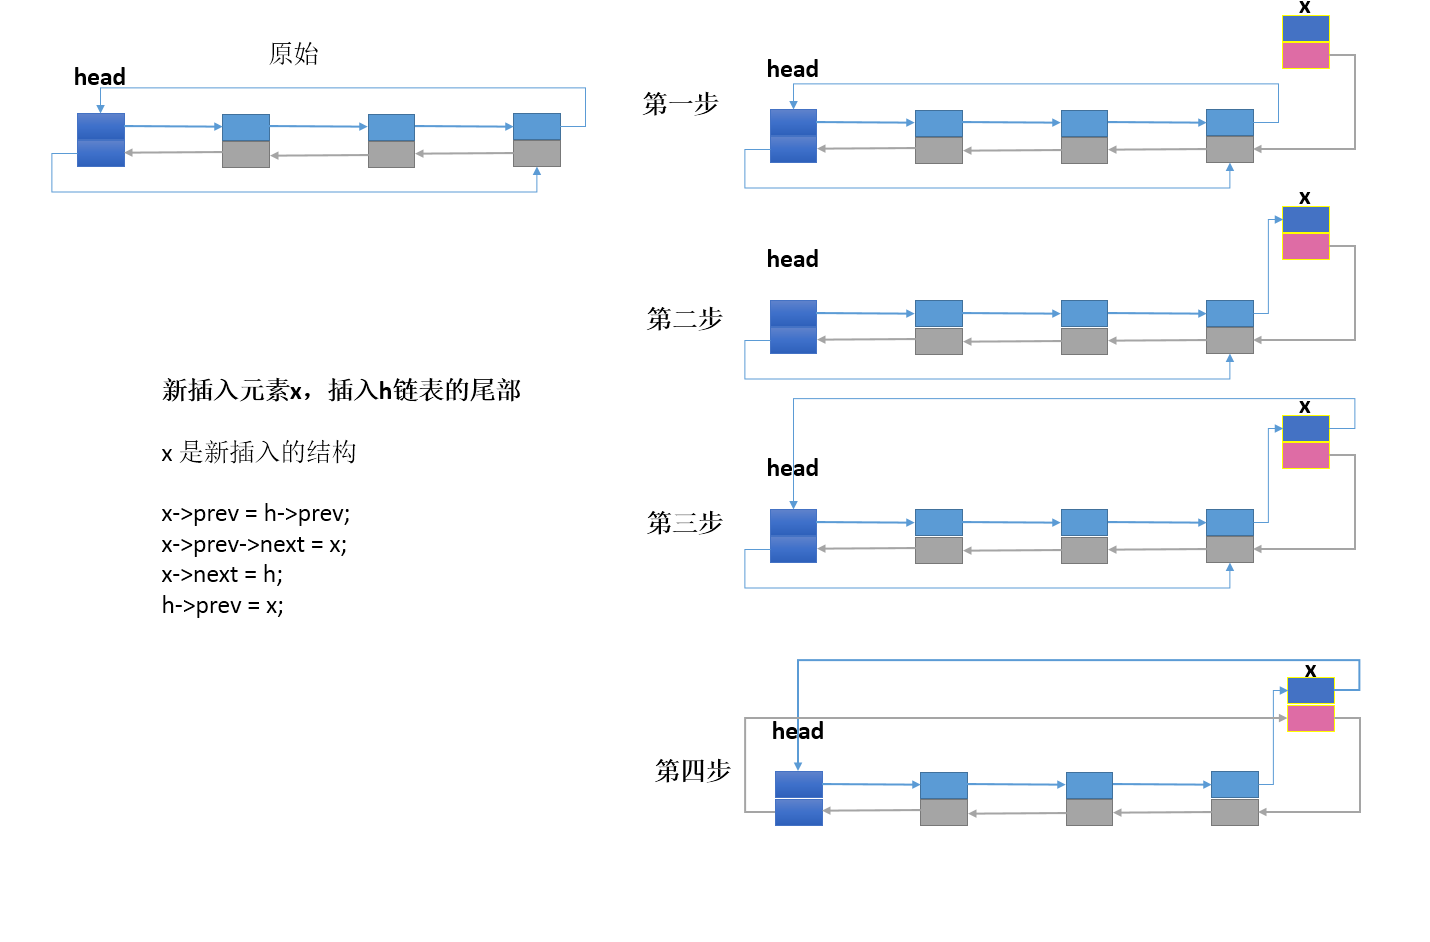 原始
head
新插入元素x，插入h链表的尾部
x 是新插入的结构
x->prev = h->prev;
x->prev->next = x;
x->next = h;
h->prev = x;
x
head
第一步
x
head
第二步
x
head
第三步
x
head
第四步